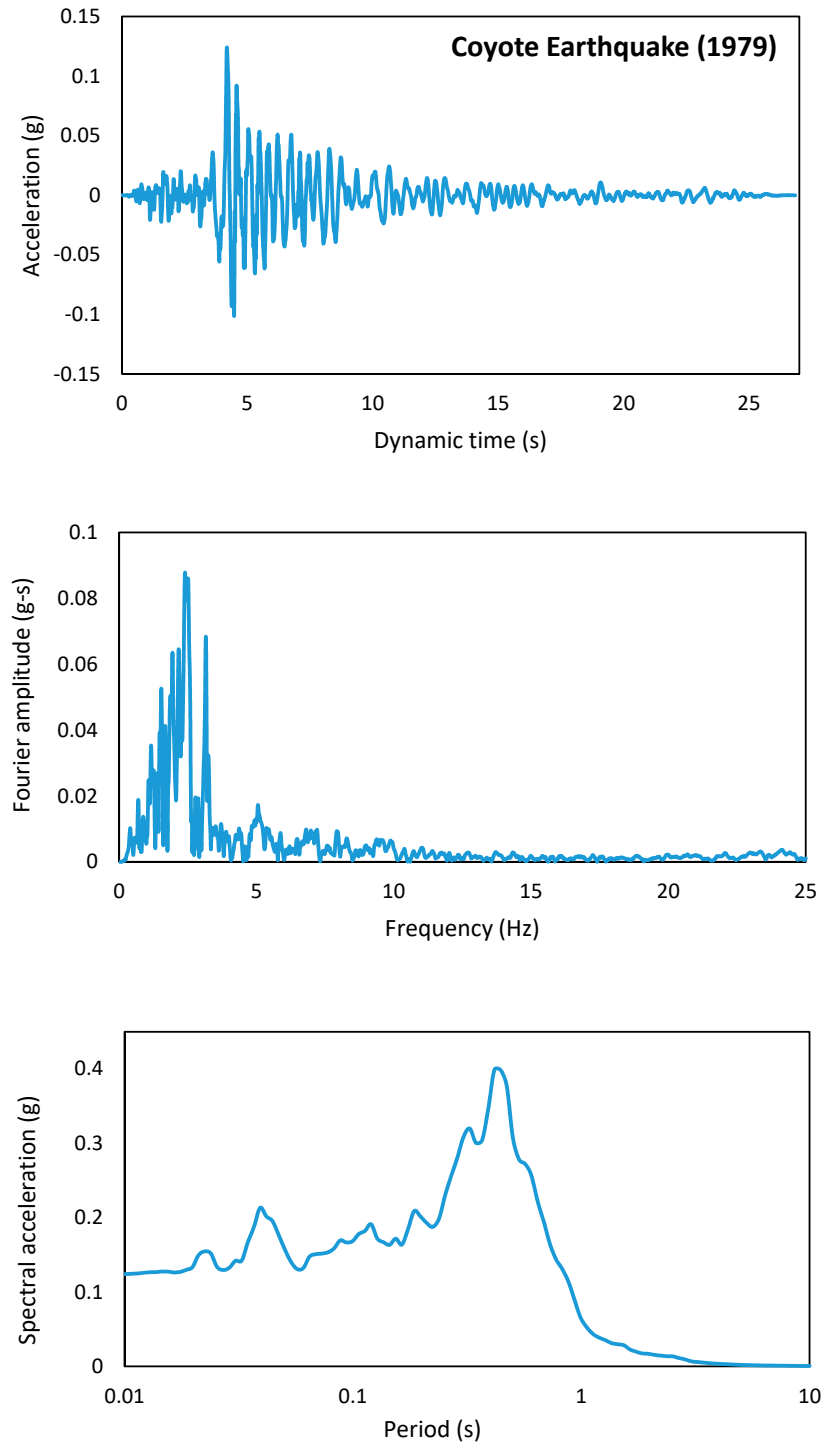 Coyote Earthquake (1979)
0.15
0.1
0.05
0
-0.05
-0.1
-0.15
Acceleration (g)
0 5 10 15 20 25
Dynamic time (s)
0.1
0.08
0.06
0.04
0.02
0
Fourier amplitude (g-s)
0 5 10 15 20 25
Frequency (Hz)
0.4
0.3
0.2
0.1
0
Spectral acceleration (g)
0.01 0.1 1 10
Period (s)